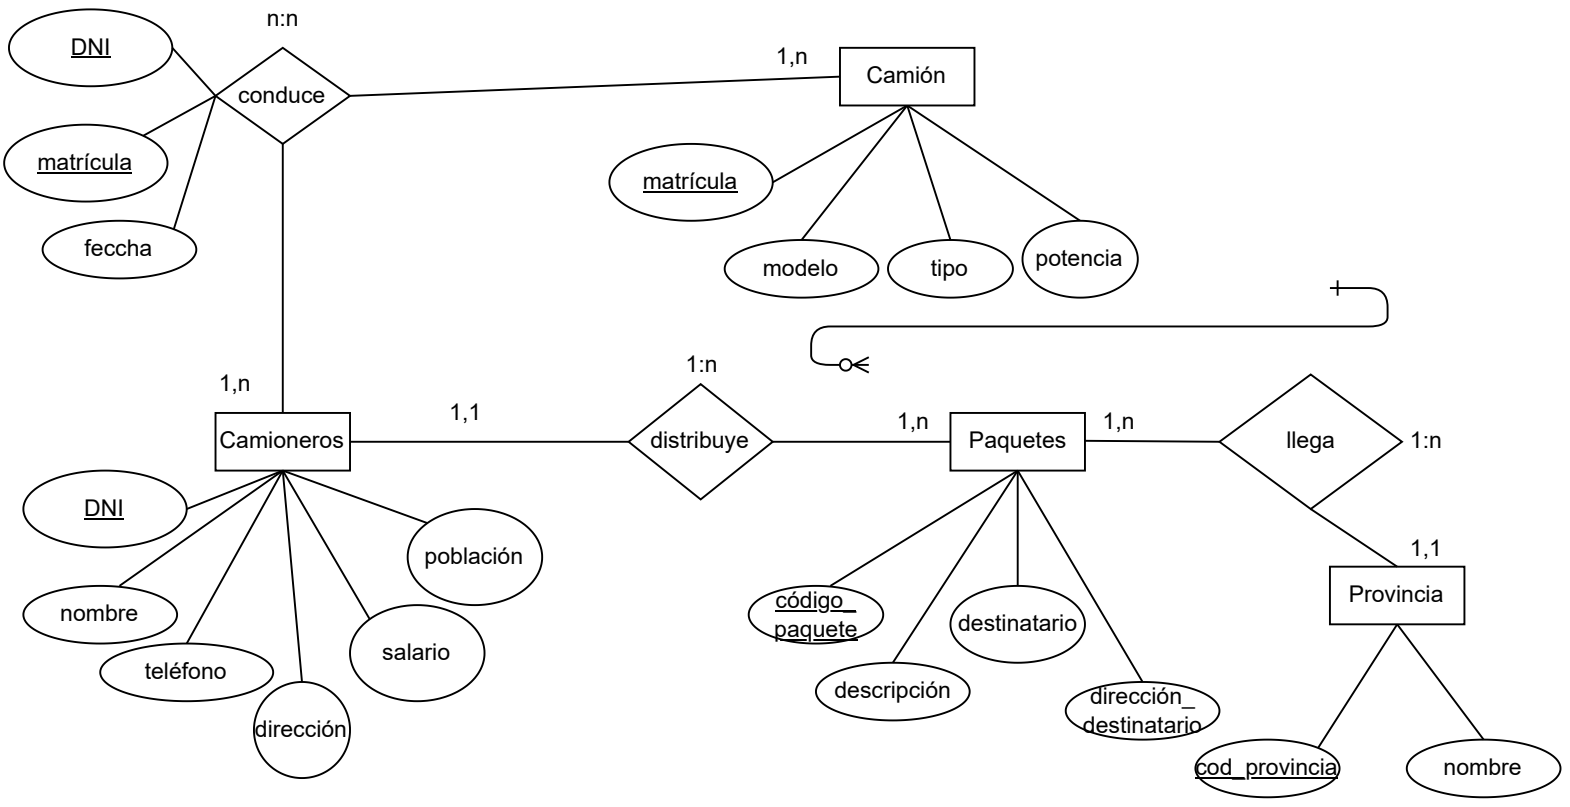 n:n
DNI
conduce
1,n
Camión
matrícula
matrícula
feccha
modelo
tipo
potencia
1:n
1,n
1,1
1,n
1,n
Camioneros
distribuye
Paquetes
llega
1:n
DNI
población
1,1
nombre
código_
paquete
destinatario
Provincia
teléfono
salario
descripción
dirección_
destinatario
dirección
cod_provincia
nombre